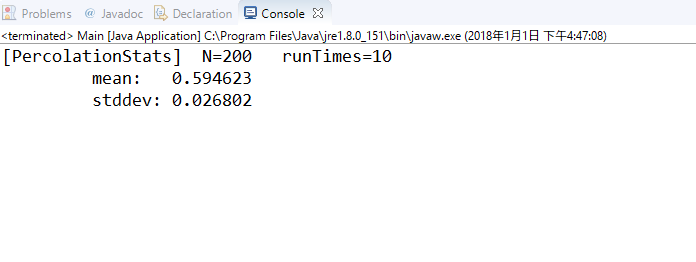 Problems @ Javadoc Declaration Console
<terminated> Main [Java Application] C:\Program Files\Java\jre1.8.0_151\bin\javaw.exe (2018年1月1日 下午4:47:08)
[PercolationStats] N=200 runTimes=10
mean: 0.594623
stddev: 0.026802